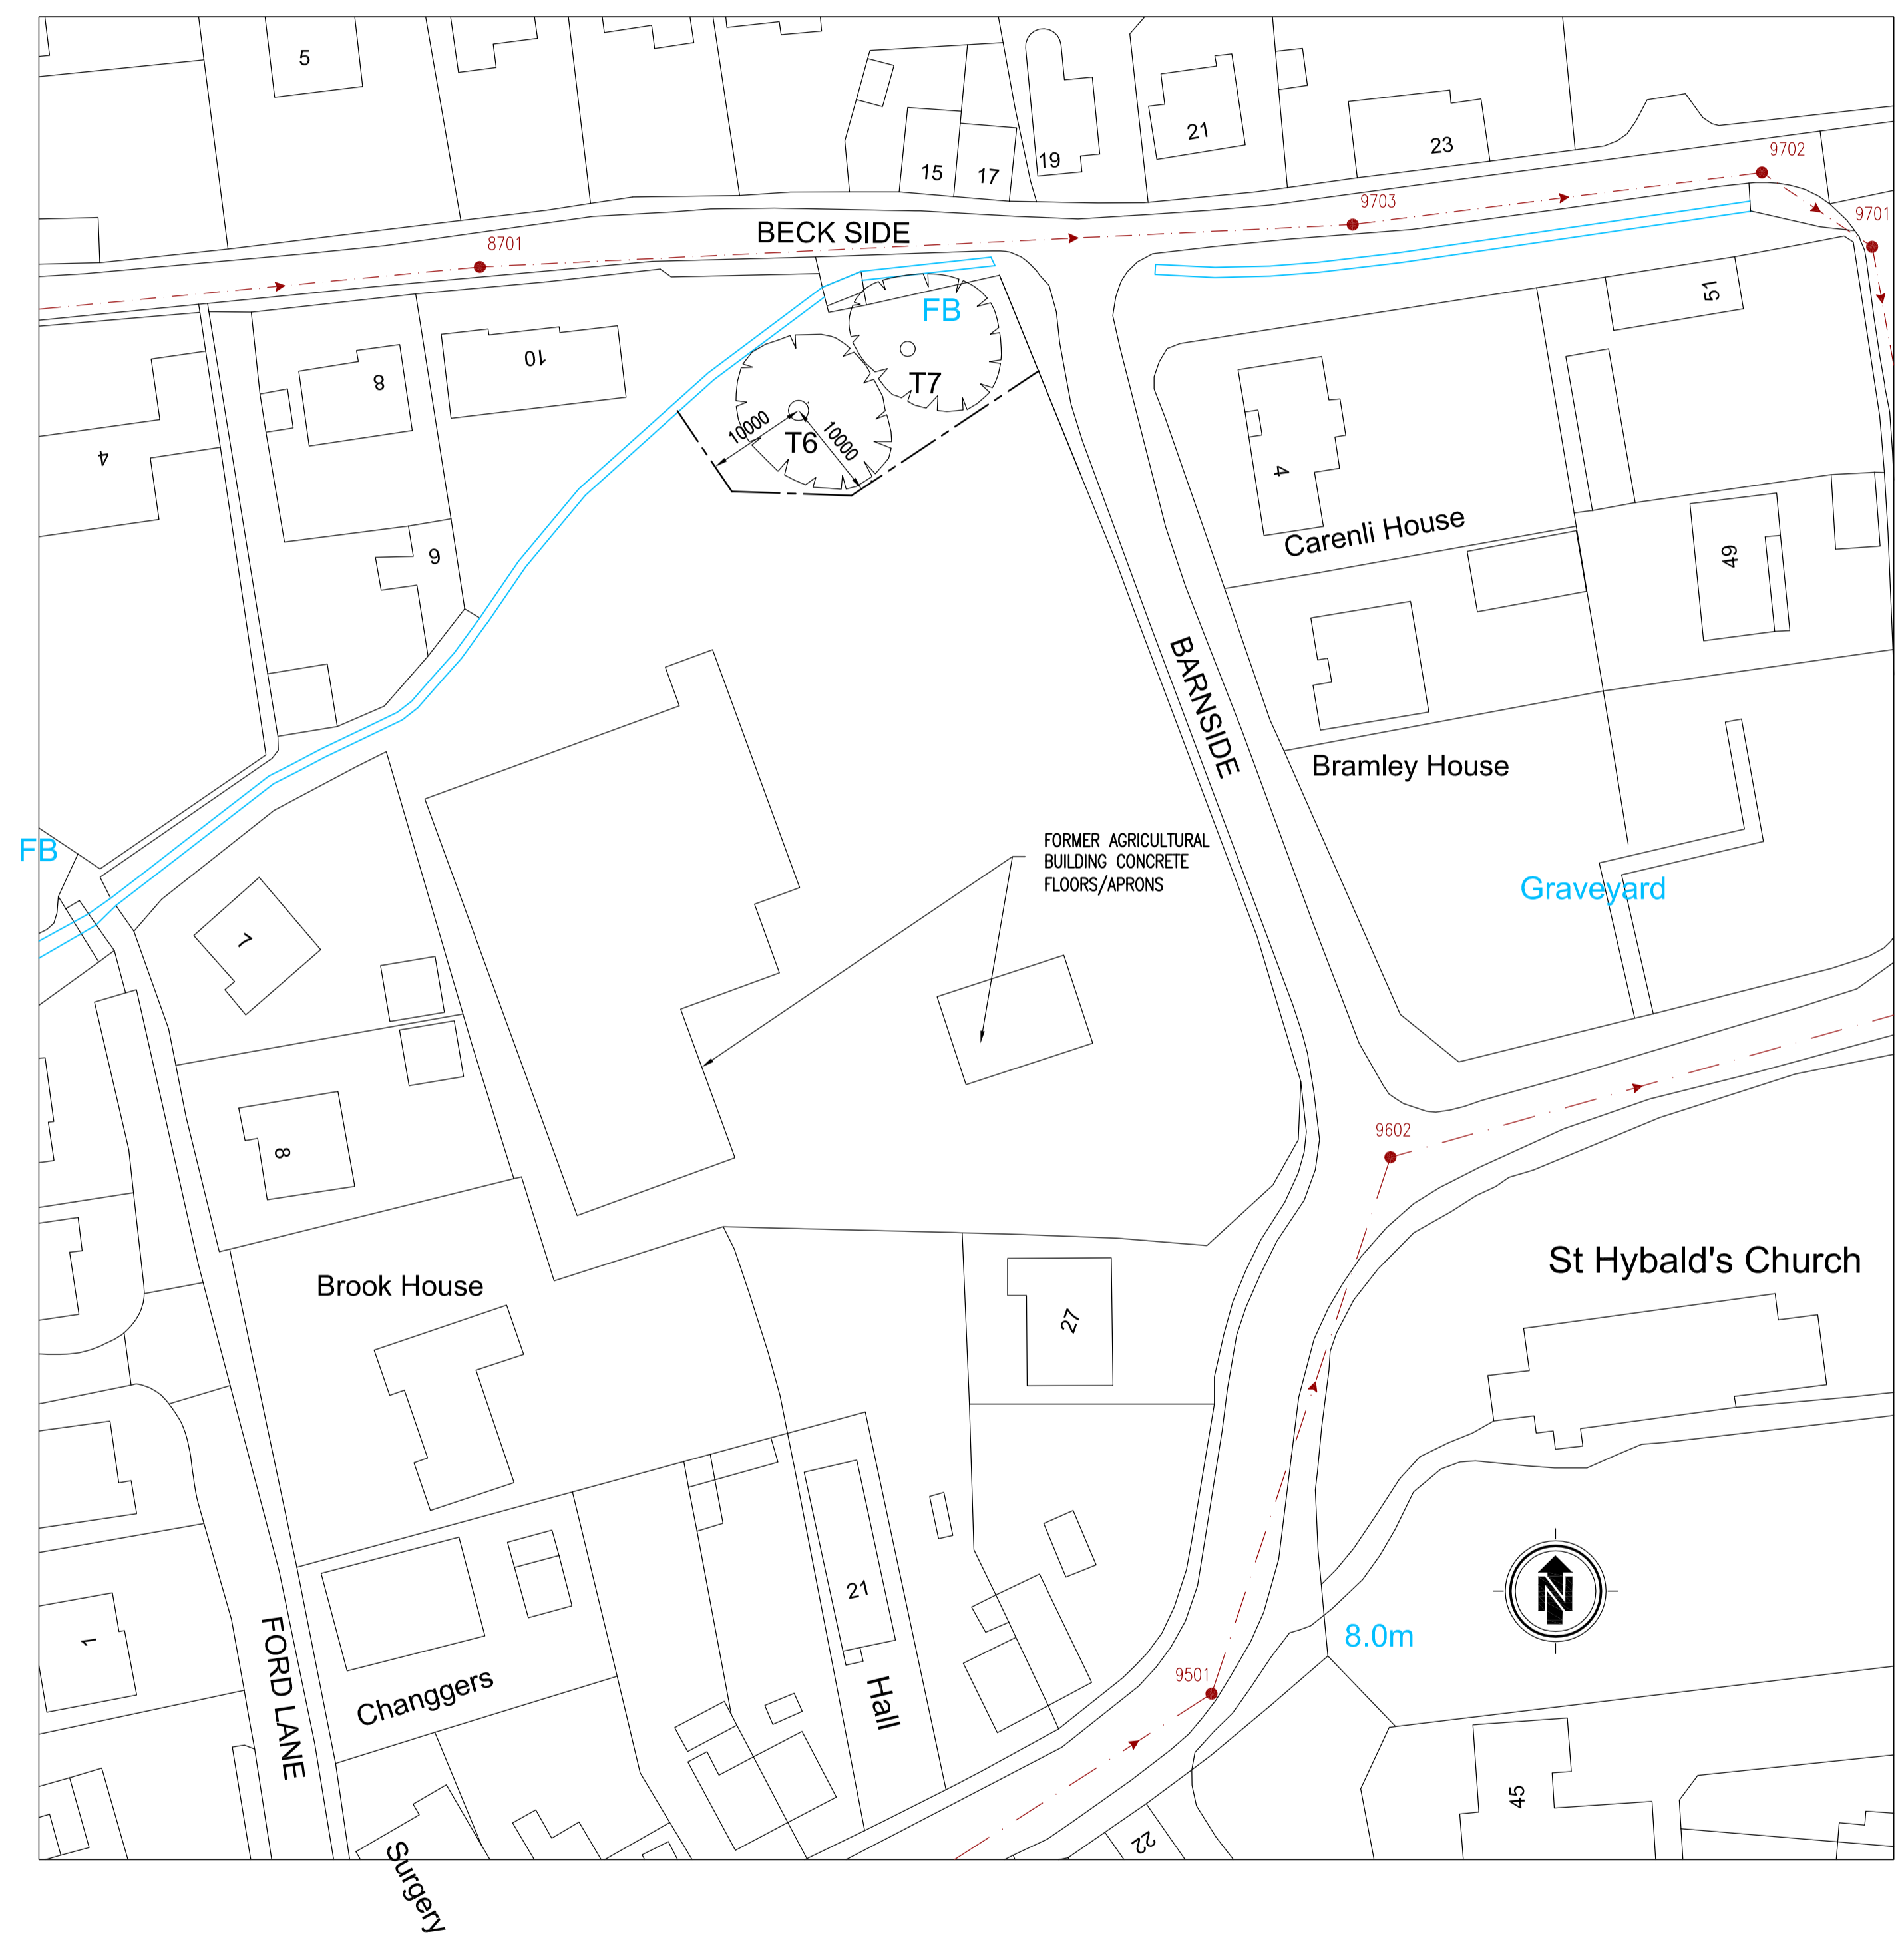 5
15
17
19
21
23
9702
9703
9701
8701
BECK SIDE
FB
51
10
8
T7
T6
10000
10000
4
4
Carenli House
6
49
BARNSIDE
Bramley House
FB
FORMER AGRICULTURAL
BUILDING CONCRETE
FLOORS/APRONS
Graveyard
7
9602
8
St Hybald's Church
Brook House
27
21
N
1
8.0m
FORD LANE
9501
Changgers
Hall
45
22
Surgery